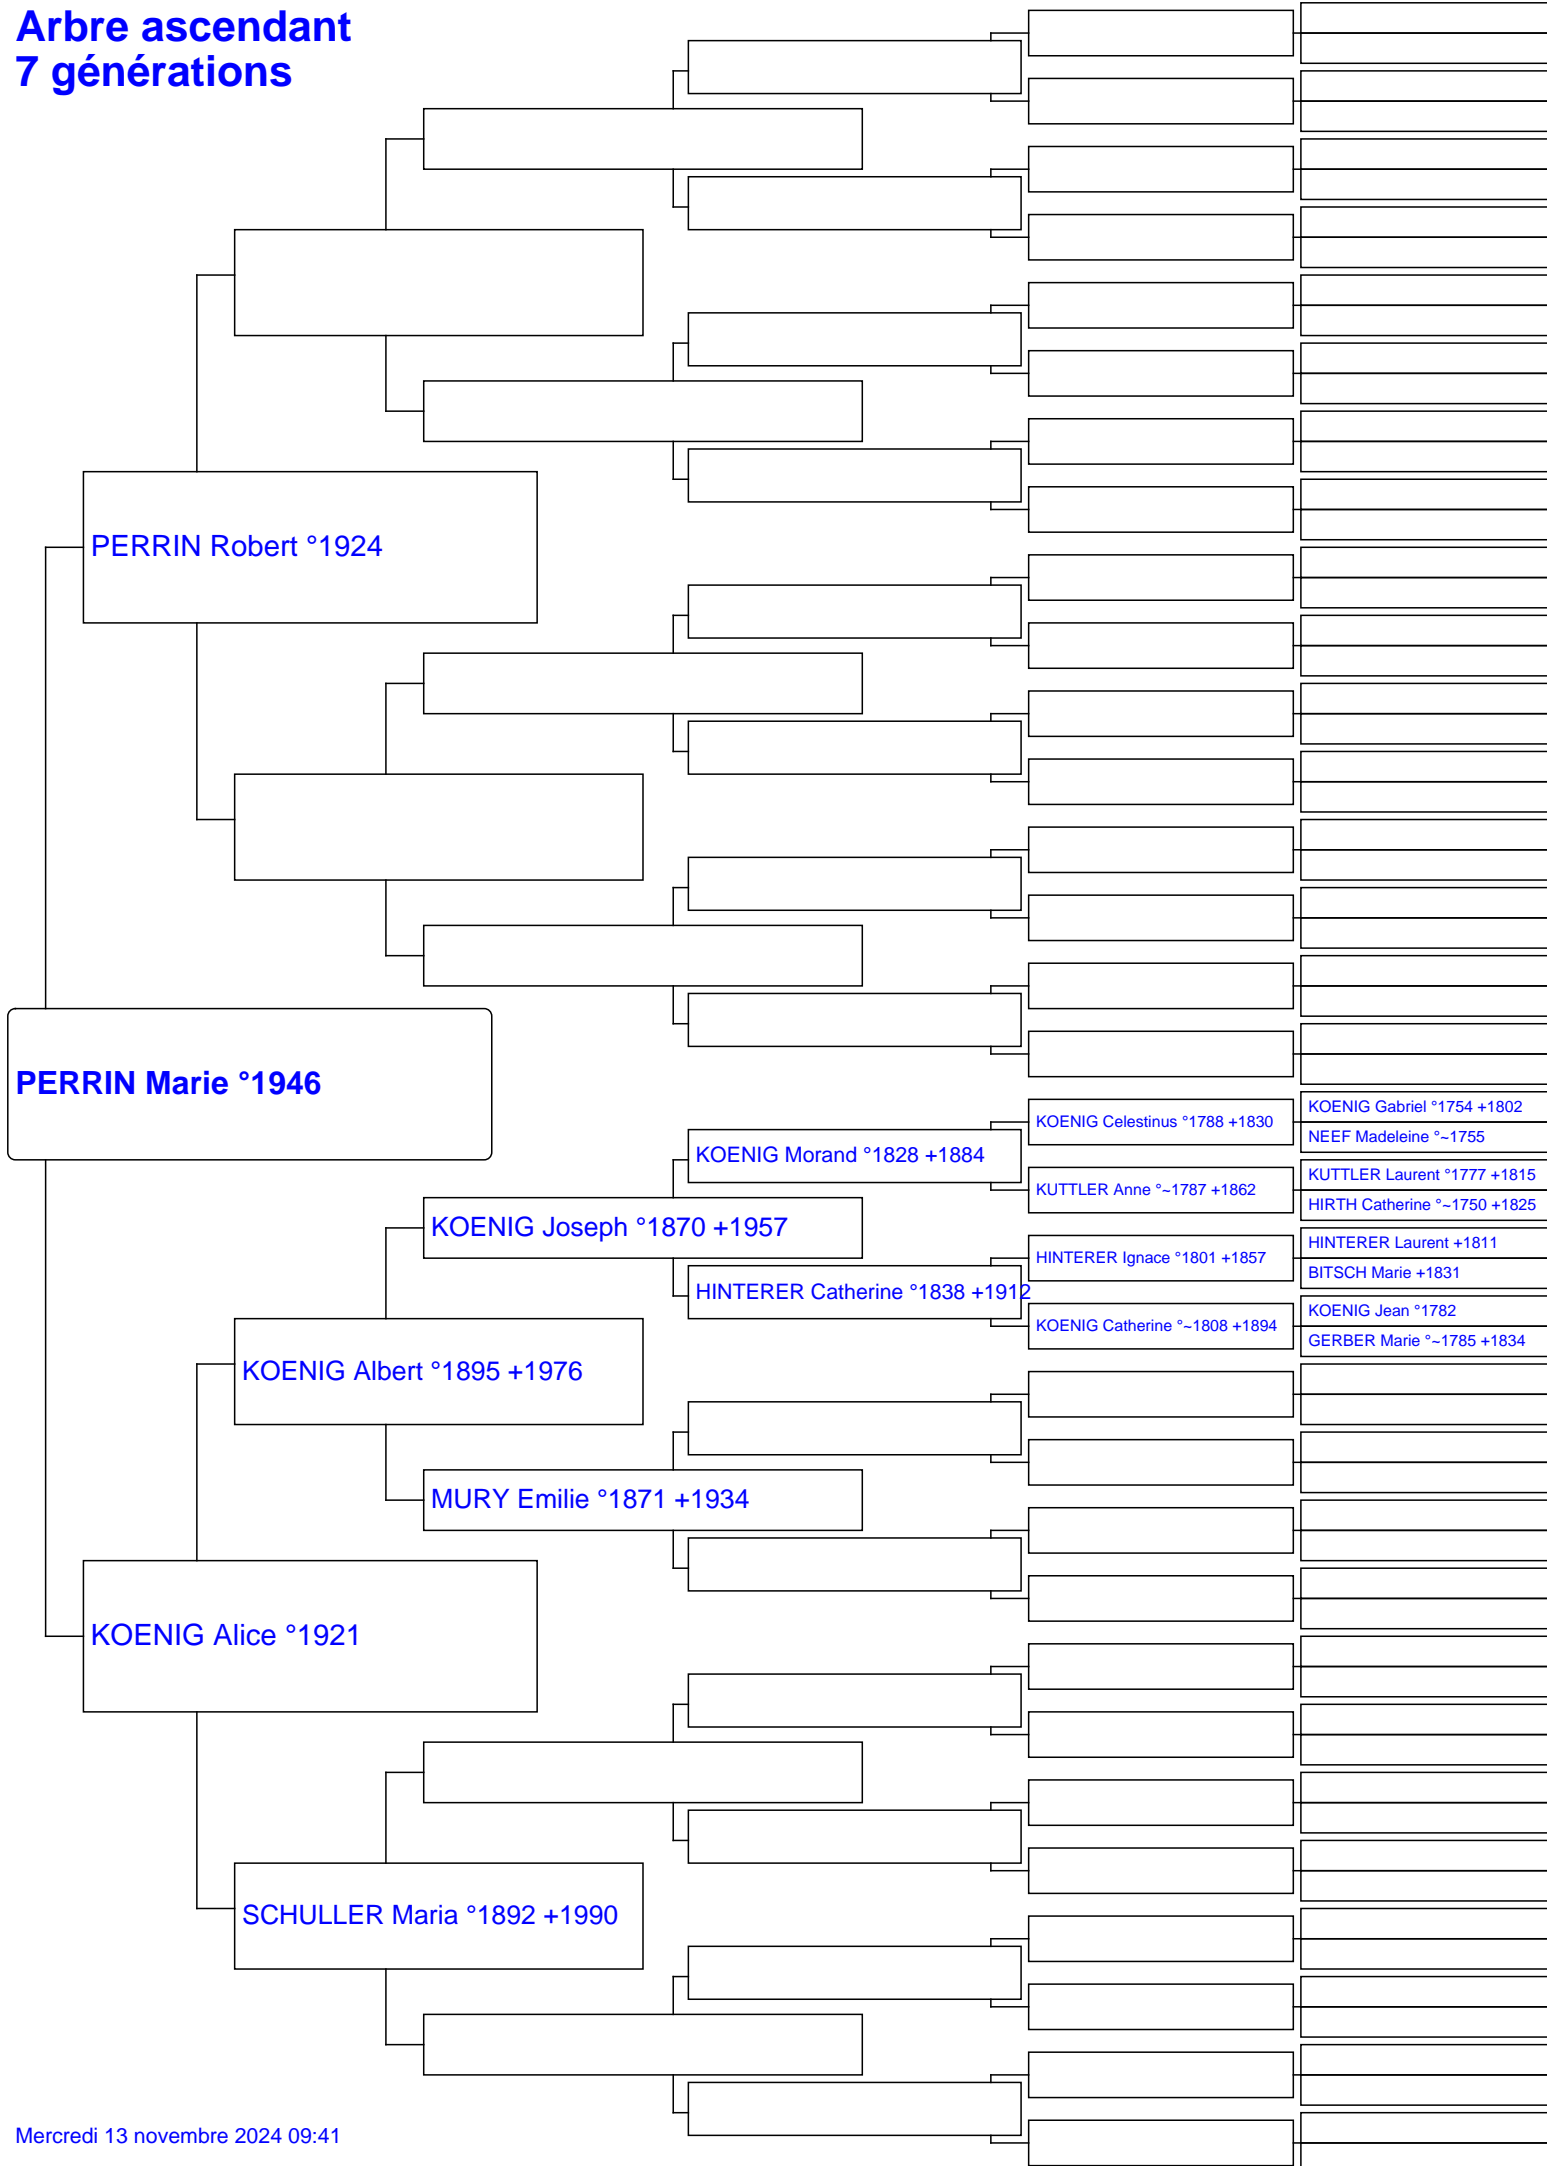 Arbre ascendant
7 générations
PERRIN Robert °1924
PERRIN Marie °1946
KOENIG Gabriel °1754 +1802
KOENIG Celestinus °1788 +1830
NEEF Madeleine °~1755
KOENIG Morand °1828 +1884
KUTTLER Laurent °1777 +1815
KUTTLER Anne °~1787 +1862
HIRTH Catherine °~1750 +1825
KOENIG Joseph °1870 +1957
HINTERER Laurent +1811
HINTERER Ignace °1801 +1857
BITSCH Marie +1831
HINTERER Catherine °1838 +1912
KOENIG Jean °1782
KOENIG Catherine °~1808 +1894
GERBER Marie °~1785 +1834
KOENIG Albert °1895 +1976
MURY Emilie °1871 +1934
KOENIG Alice °1921
SCHULLER Maria °1892 +1990
Mercredi 13 novembre 2024 09:41